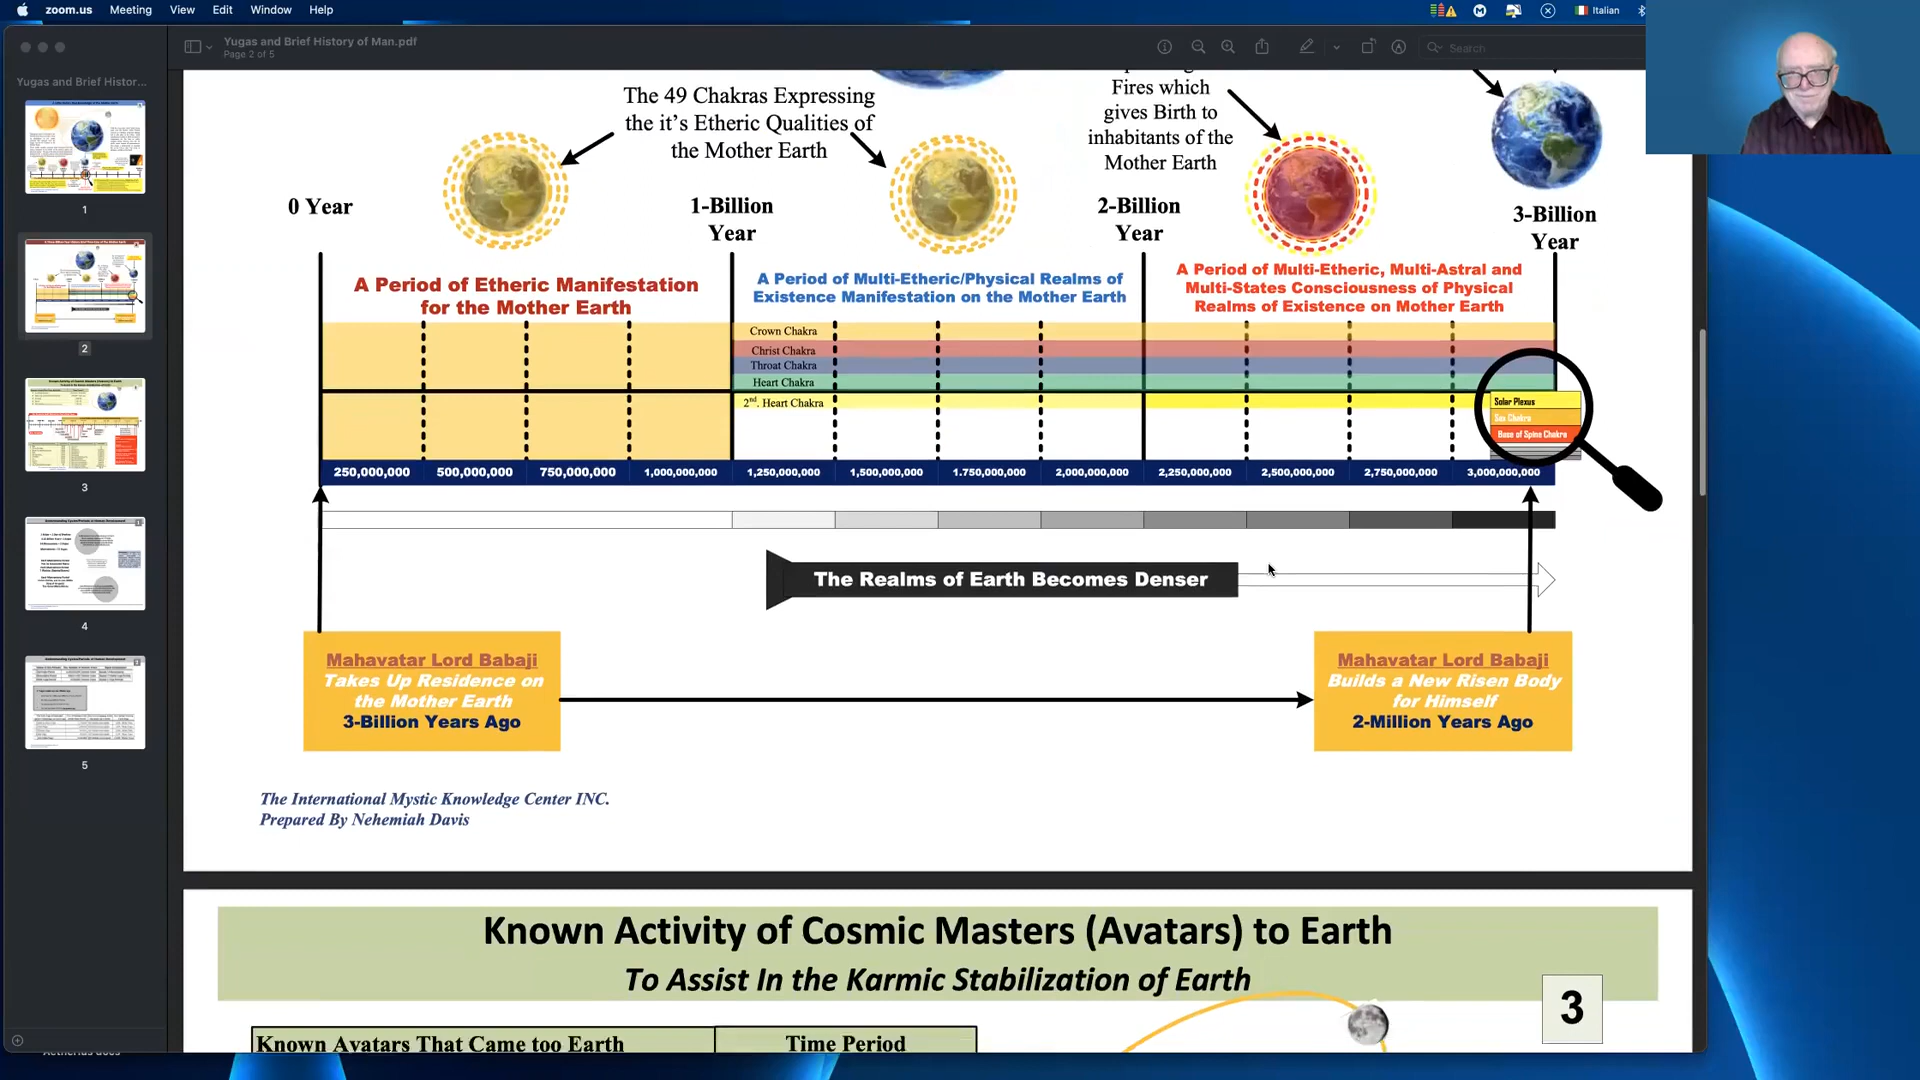 zoom.us Meeting View Edit Window Help
Italian
Yugas and Brief History of Man.pdf
Page 2 of 5
Search
Yugas and Brief Histor...
1
2
3
4
5
The 49 Chakras Expressing
the it's Etheric Qualities of
the Mother Earth
Fires which
gives Birth to
inhabitants of the
Mother Earth
0 Year
1-Billion
Year
2-Billion
Year
3-Billion
Year
A Period of Etheric Manifestation
for the Mother Earth
A Period of Multi-Etheric/Physical Realms of
Existence Manifestation on the Mother Earth
A Period of Multi-Etheric, Multi-Astral and
Multi-States Consciousness of Physical
Realms of Existence on Mother Earth
Crown Chakra
Christ Chakra
Throat Chakra
Heart Chakra
2nd. Heart Chakra
Solar Plexus
Sex Chakra
Base of Spine Chakra
250,000,000 500,000,000 750,000,000 1,000,000,000 1,250,000,000 1,500,000,000 1.750,000,000 2,000,000,000 2,250,000,000 2,500,000,000 2,750,000,000 3,000,000,000
The Realms of Earth Becomes Denser
Mahavatar Lord Babaji
Takes Up Residence on
the Mother Earth
3-Billion Years Ago
Mahavatar Lord Babaji
Builds a New Risen Body
for Himself
2-Million Years Ago
The International Mystic Knowledge Center INC.
Prepared By Nehemiah Davis
Known Activity of Cosmic Masters (Avatars) to Earth
To Assist In the Karmic Stabilization of Earth
3
Known Avatars That Came too Earth Time Period